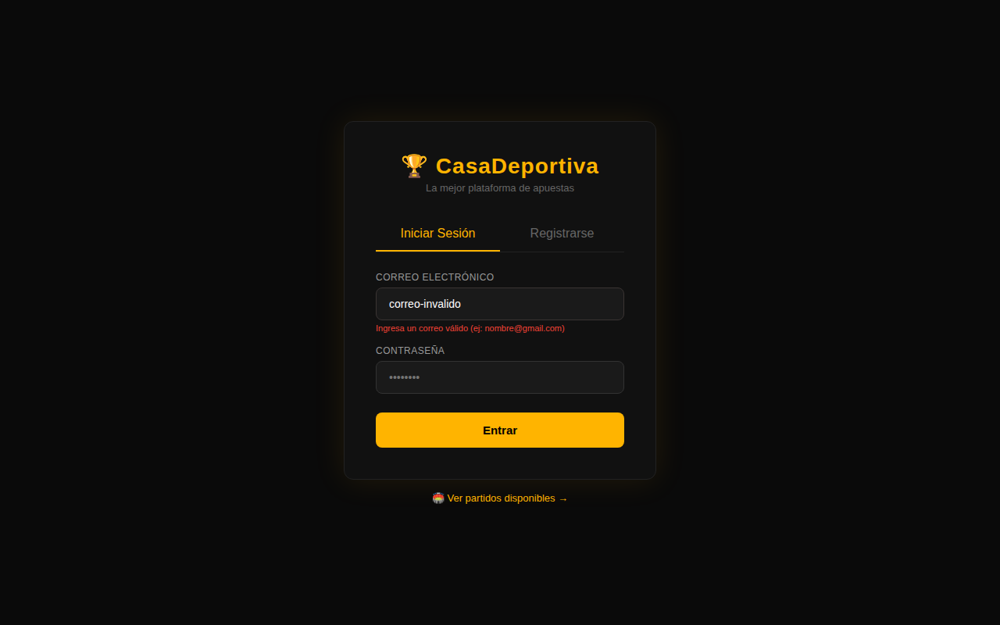 🏆 CasaDeportiva
La mejor plataforma de apuestas
Iniciar Sesión Registrarse
CORREO ELECTRÓNICO
correo-invalido
Ingresa un correo válido (ej: nombre@gmail.com)
CONTRASEÑA
••••••••
Entrar
🏟️ Ver partidos disponibles →